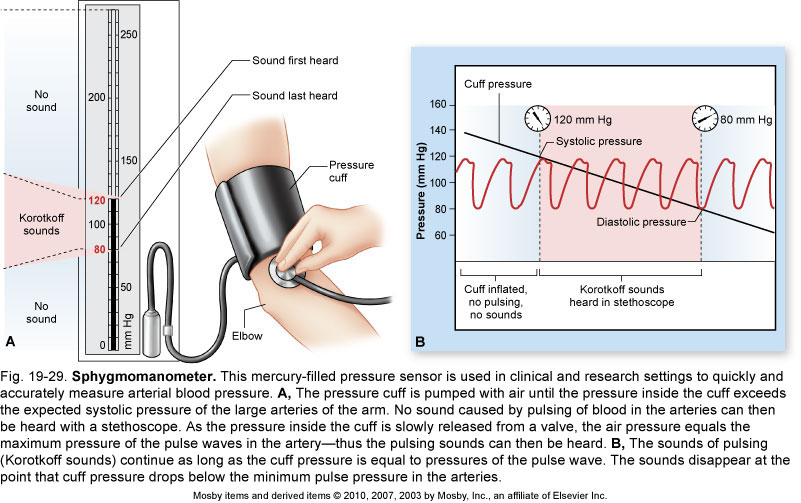 250
200
150
120
100
80
50
0
mm Hg
No
sound
Korotkoff
sounds
No
sound
A
Sound first heard
Sound last heard
Pressure
cuff
Elbow
B
Pressure (mm Hg)
160
140
120
100
80
60
Cuff pressure
120 mm Hg
80 mm Hg
Systolic pressure
Diastolic pressure
Cuff inflated,
no pulsing,
no sounds
Korotkoff sounds
heard in stethoscope
Fig. 19-29. Sphygmomanometer. This mercury-filled pressure sensor is used in clinical and research settings to quickly and
accurately measure arterial blood pressure. A, The pressure cuff is pumped with air until the pressure inside the cuff exceeds
the expected systolic pressure of the large arteries of the arm. No sound caused by pulsing of blood in the arteries can then
be heard with a stethoscope. As the pressure inside the cuff is slowly released from a valve, the air pressure equals the
maximum pressure of the pulse waves in the artery—thus the pulsing sounds can then be heard. B, The sounds of pulsing
(Korotkoff sounds) continue as long as the cuff pressure is equal to pressures of the pulse wave. The sounds disappear at the
point that cuff pressure drops below the minimum pulse pressure in the arteries.
Mosby items and derived items © 2010, 2007, 2003 by Mosby, Inc., an affiliate of Elsevier Inc.